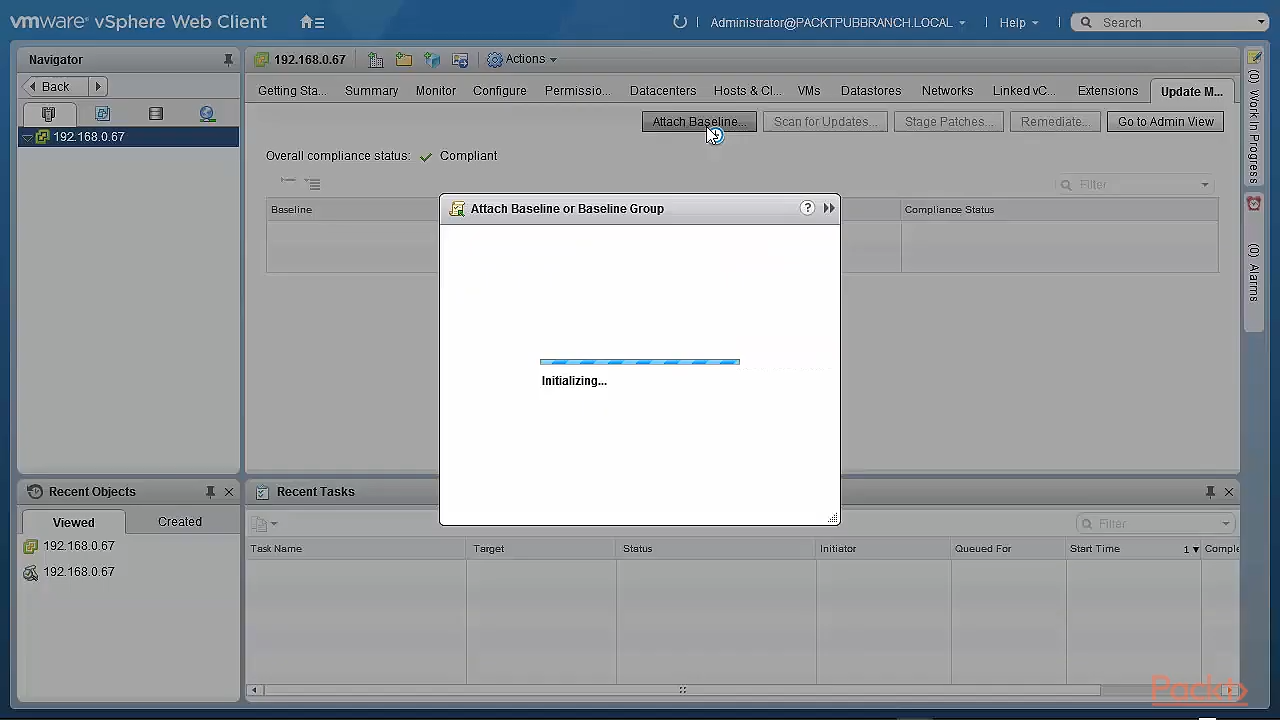 vmware® vSphere Web Client
Administrator@PACKTPUBBRANCH.LOCAL
Help
Search
Navigator
Back
192.168.0.67
192.168.0.67
Actions
Getting Sta...
Summary
Monitor
Configure
Permissio...
Datacenters
Hosts & Cl...
VMs
Datastores
Networks
Linked vC...
Extensions
Update M...
Attach Baseline...
Scan for Updates...
Stage Patches...
Remediate...
Go to Admin View
Overall compliance status:
Compliant
Filter
Baseline
Compliance Status
Attach Baseline or Baseline Group
?
Initializing...
(0) Work In Progress
(0) Alarms
Recent Objects
Viewed
Created
192.168.0.67
192.168.0.67
Recent Tasks
Filter
Task Name
Target
Status
Initiator
Queued For
Start Time
1
Comple
Packt